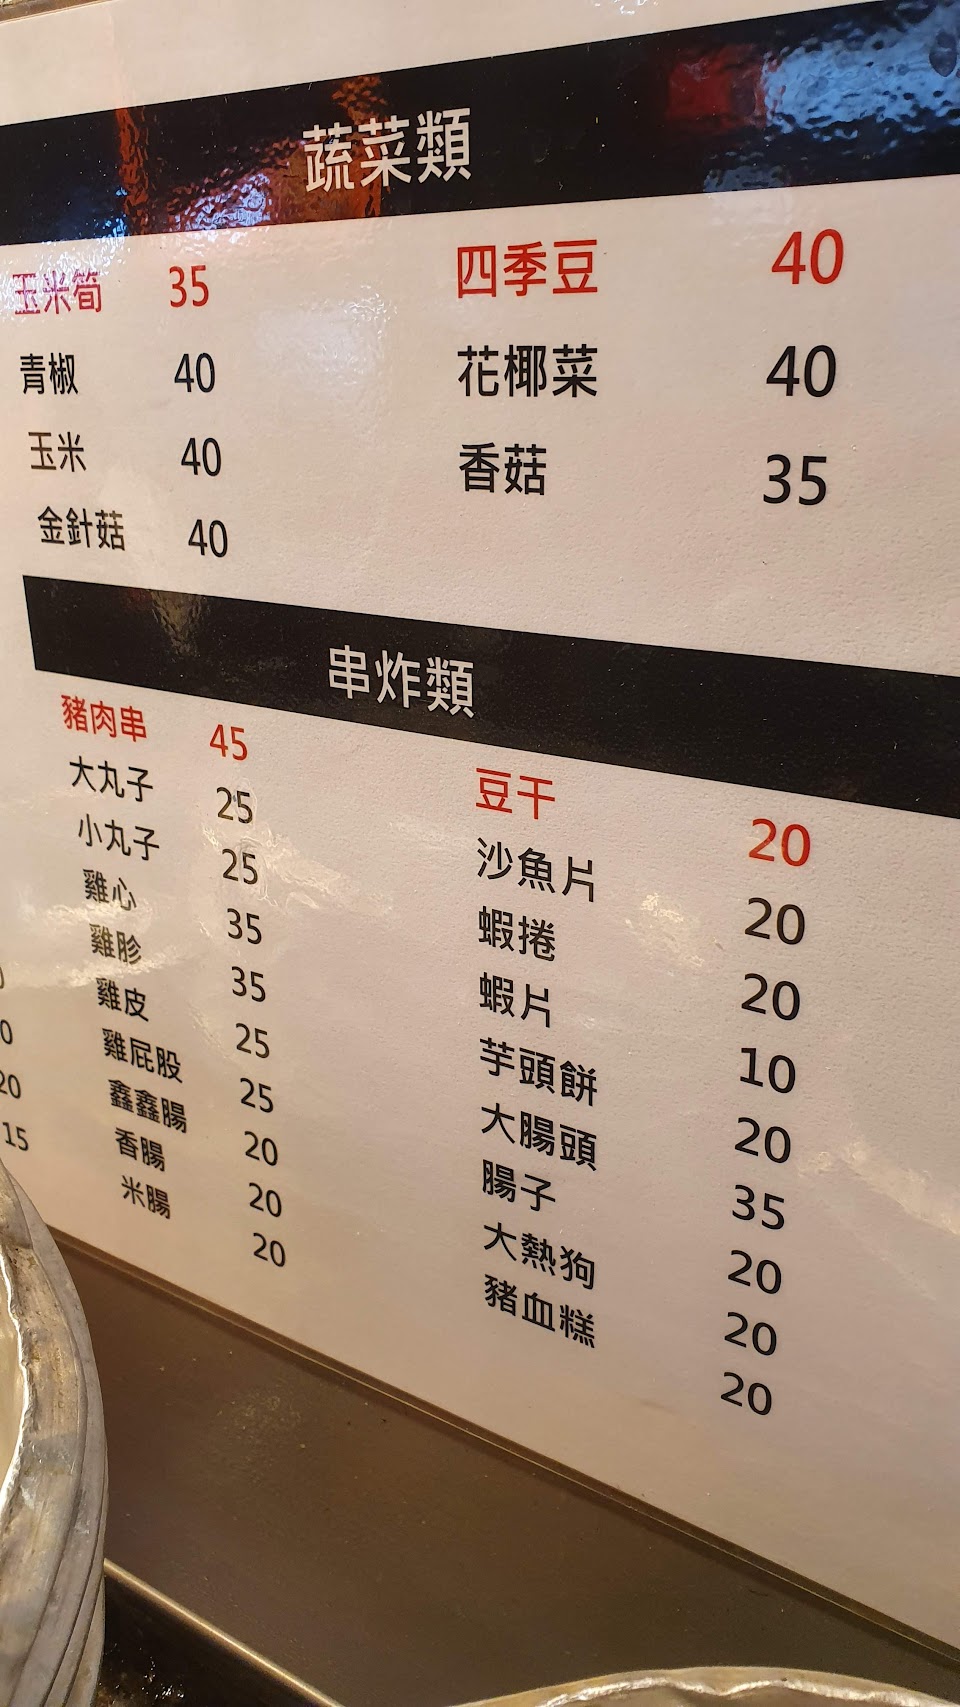 蔬菜類
玉米筍 35 四季豆 40
青椒 40 花椰菜 40
玉米 40 香菇 35
金針菇 40
串炸類
豬肉串 45 豆干 20
大丸子 25 沙魚片 20
小丸子 25 蝦捲 20
雞心 35 蝦片 10
雞胗 35 芋頭餅 20
雞皮 25 大腸頭 35
雞屁股 25 腸子 20
鑫鑫腸 20 大熱狗 20
香腸 20 豬血糕 20
米腸 20
20
15